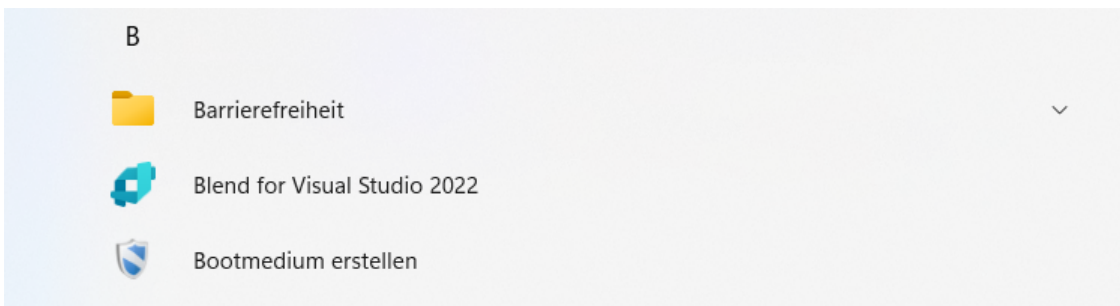 B
Barrierefreiheit
Blend for Visual Studio 2022
Bootmedium erstellen